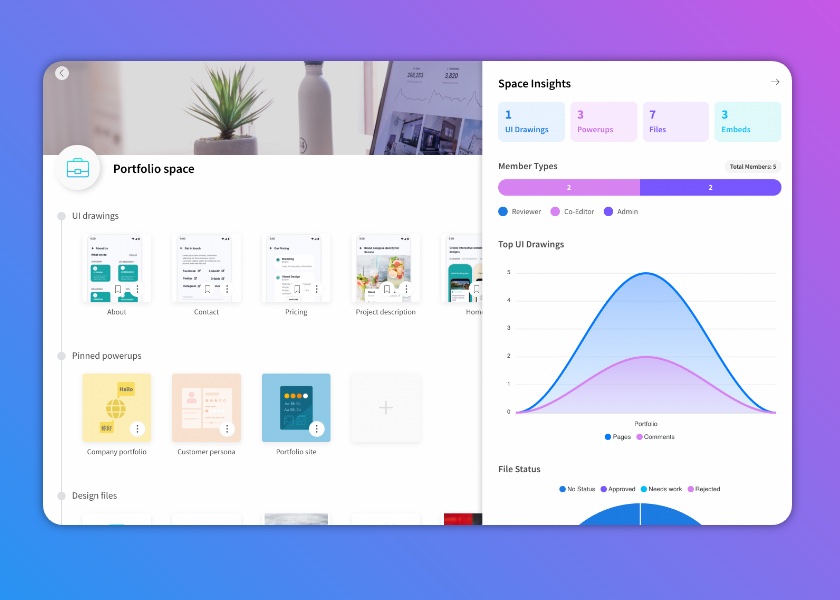 Portfolio space
UI drawings
About
Contact
Pricing
Project description
Home
Pinned powerups
Hello
Company portfolio
Customer persona
Portfolio site
Design files
Space Insights
1
UI Drawings
3
Powerups
7
Files
3
Embeds
Member Types
Total Members: 5
2
2
Reviewer
Co-Editor
Admin
Top UI Drawings
5
4
3
2
1
0
Portfolio
Pages
Comments
File Status
No Status
Approved
Needs work
Rejected